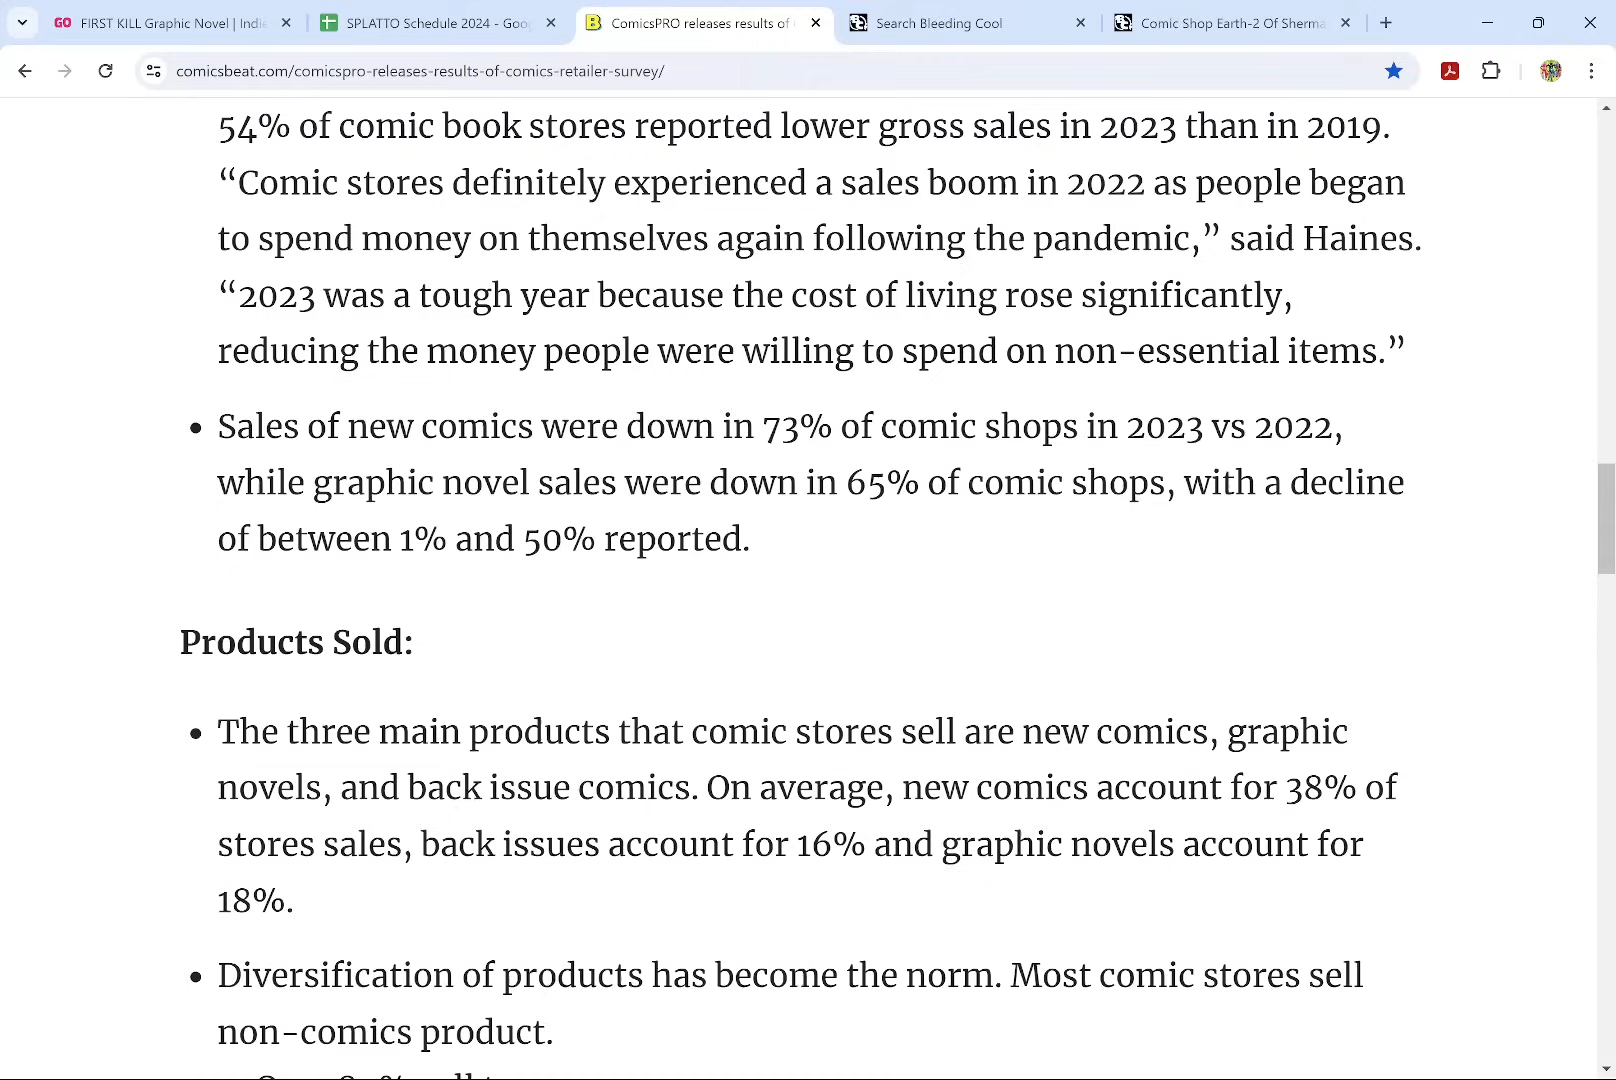 FIRST KILL Graphic Novel | Indie
SPLATTO Schedule 2024 - Goo
ComicsPRO releases results of
Search Bleeding Cool
Comic Shop Earth-2 Of Sherma
comicsbeat.com/comicspro-releases-results-of-comics-retailer-survey/
54% of comic book stores reported lower gross sales in 2023 than in 2019.
“Comic stores definitely experienced a sales boom in 2022 as people began
to spend money on themselves again following the pandemic,” said Haines.
“2023 was a tough year because the cost of living rose significantly,
reducing the money people were willing to spend on non-essential items.”
• Sales of new comics were down in 73% of comic shops in 2023 vs 2022,
while graphic novel sales were down in 65% of comic shops, with a decline
of between 1% and 50% reported.
Products Sold:
• The three main products that comic stores sell are new comics, graphic
novels, and back issue comics. On average, new comics account for 38% of
stores sales, back issues account for 16% and graphic novels account for
18%.
• Diversification of products has become the norm. Most comic stores sell
non-comics product.